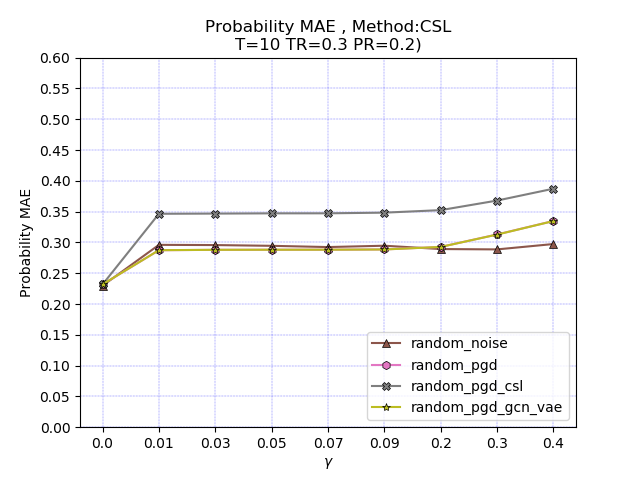 Probability MAE , Method:CSL
T=10 TR=0.3 PR=0.2)
0.60
0.55
0.50
0.45
0.40
0.35
0.30
0.25
0.20
0.15
0.10
0.05
0.00
Probability MAE
random_noise
random_pgd
random_pgd_csl
random_pgd_gcn_vae
0.0 0.01 0.03 0.05 0.07 0.09 0.2 0.3 0.4
γ